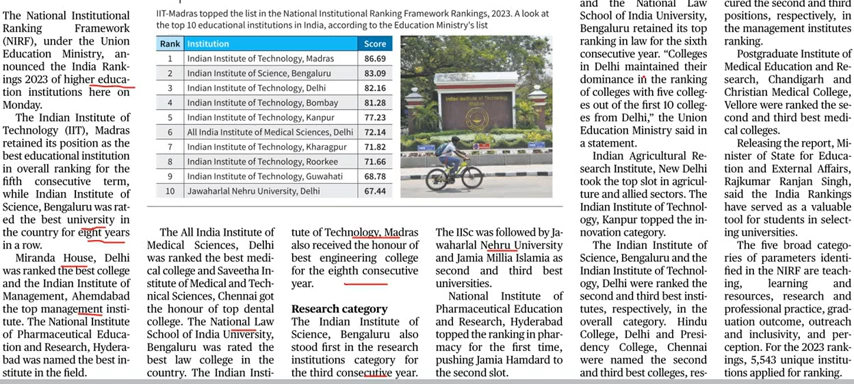 The National Institutional
Ranking Framework
(NIRF), under the Union
Education Ministry, an-
nounced the India Rank-
ings 2023 of higher educa-
tion institutions here on
Monday.
The Indian Institute of
Technology (IIT), Madras
retained its position as the
best educational institution
in overall ranking for the
fifth consecutive term,
while Indian Institute of
Science, Bengaluru was rat-
ed the best university in
the country for eight years
in a row.
Miranda House, Delhi
was ranked the best college
and the Indian Institute of
Management, Ahemdabad
the top management insti-
tute. The National Institute
of Pharmaceutical Educa-
tion and Research, Hydera-
bad was named the best in-
stitute in the field.
IIT-Madras topped the list in the National Institutional Ranking Framework Rankings, 2023. A look at
the top 10 educational institutions in India, according to the Education Ministry's list
Rank Institution Score
1 Indian Institute of Technology, Madras 86.69
2 Indian Institute of Science, Bengaluru 83.09
3 Indian Institute of Technology, Delhi 82.16
4 Indian Institute of Technology, Bombay 81.28
5 Indian Institute of Technology, Kanpur 77.23
6 All India Institute of Medical Sciences, Delhi 72.14
7 Indian Institute of Technology, Kharagpur 71.82
8 Indian Institute of Technology, Roorkee 71.66
9 Indian Institute of Technology, Guwahati 68.78
10 Jawaharlal Nehru University, Delhi 67.44
The All India Institute of
Medical Sciences, Delhi
was ranked the best medi-
cal college and Saveetha In-
stitute of Medical and Tech-
nical Sciences, Chennai got
the honour of top dental
college. The National Law
School of India University,
Bengaluru was rated the
best law college in the
country. The Indian Insti-
tute of Technology, Madras
also received the honour of
best engineering college
for the eighth consecutive
year.
Research category
The Indian Institute of
Science, Bengaluru also
stood first in the research
institutions category for
the third consecutive year.
The IISc was followed by Ja-
waharlal Nehru University
and Jamia Millia Islamia as
second and third best
universities.
National Institute of
Pharmaceutical Education
and Research, Hyderabad
topped the ranking in phar-
macy for the first time,
pushing Jamia Hamdard to
the second slot.
and the National Law
School of India University,
Bengaluru retained its top
ranking in law for the sixth
consecutive year. "Colleges
in Delhi maintained their
dominance in the ranking
of colleges with five colleg-
es out of the first 10 colleg-
es from Delhi," the Union
Education Ministry said in
a statement.
Indian Agricultural Re-
search Institute, New Delhi
took the top slot in agricul-
ture and allied sectors. The
Indian Institute of Technol-
ogy, Kanpur topped the in-
novation category.
The Indian Institute of
Science, Bengaluru and the
Indian Institute of Technol-
ogy, Delhi were ranked the
second and third best insti-
tutes, respectively, in the
overall category. Hindu
College, Delhi and Presi-
dency College, Chennai
were named the second
and third best colleges, res-
cured the second and third
positions, respectively, in
the management institutes
ranking.
Postgraduate Institute of
Medical Education and Re-
search, Chandigarh and
Christian Medical College,
Vellore were ranked the se-
cond and third best medi-
cal colleges.
Releasing the report, Mi-
nister of State for Educa-
tion and External Affairs,
Rajkumar Ranjan Singh,
said the India Rankings
have served as a valuable
tool for students in select-
ing universities.
The five broad catego-
ries of parameters identi-
fied in the NIRF are teach-
ing, learning and
resources, research and
professional practice, grad-
uation outcome, outreach
and inclusivity, and per-
ception. For the 2023 rank-
ings, 5,543 unique institu-
tions applied for ranking.